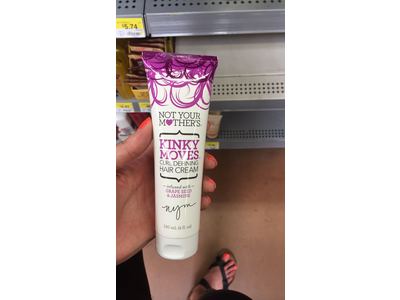 5.74
NOT YOUR
MOTHER'S
KINKY
MOVES
CURL DEFINING
HAIR CREAM
infused with
GRAPE SEED
& JASMINE
nym